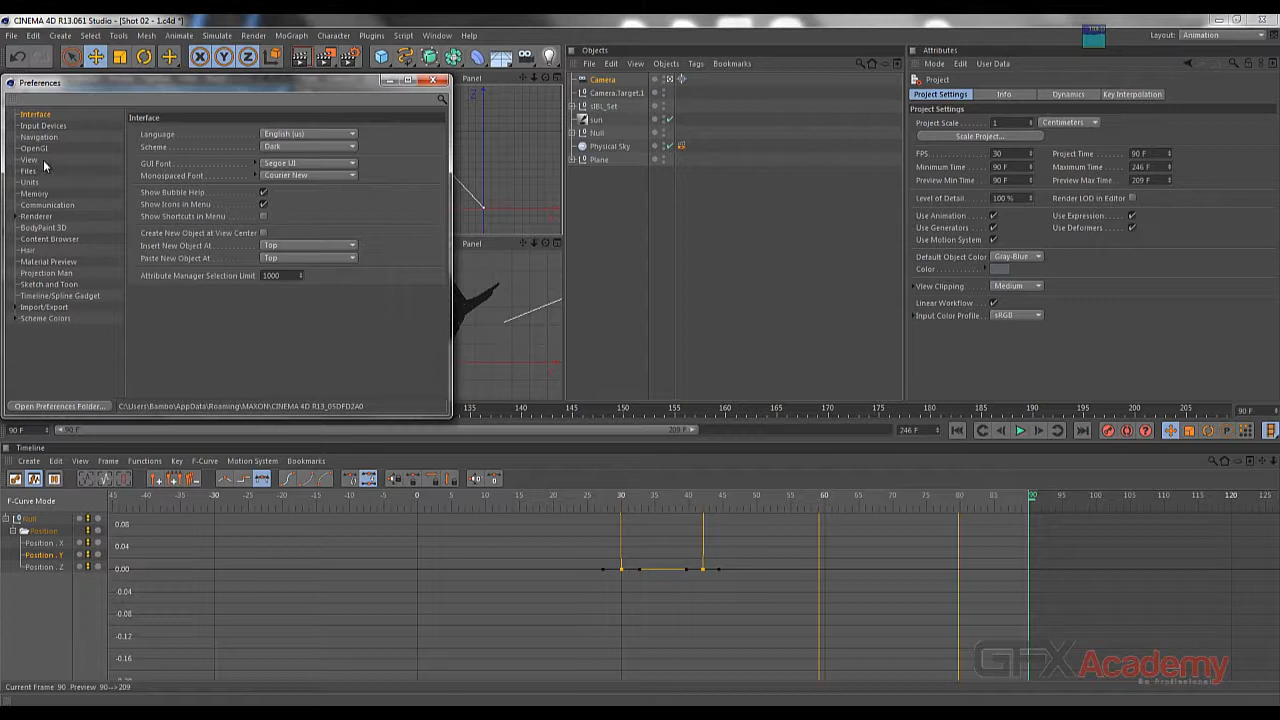 CINEMA 4D R13.061 Studio - [Shot 02 - 1.c4d *]
File Edit Create Select Tools Mesh Animate Simulate Render MoGraph Character Plugins Script Window Help
Layout: Animation
X Y Z
Preferences
Interface
Input Devices
Navigation
OpenGL
View
Files
Units
Memory
Communication
Renderer
BodyPaint 3D
Content Browser
Hair
Material Preview
Projection Man
Sketch and Toon
Timeline/Spline Gadget
Import/Export
Scheme Colors
Interface
Language English (us)
Scheme Dark
GUI Font Segoe UI
Monospaced Font Courier New
Show Bubble Help
Show Icons in Menu
Show Shortcuts in Menu
Create New Object at View Center
Insert New Object At Top
Paste New Object At Top
Attribute Manager Selection Limit 1000
Open Preferences Folder... C:\Users\Bambo\AppData\Roaming\MAXON\CINEMA 4D R13_05DFD2A0
Panel
Z
Panel
Objects
File Edit View Objects Tags Bookmarks
Camera
Camera.Target.1
sIBL_Set
sun
Null
Physical Sky
Plane
Attributes
Mode Edit User Data
Project
Project Settings Info Dynamics Key Interpolation
Project Settings
Project Scale 1 Centimeters
Scale Project...
FPS 30 Project Time 90 F
Minimum Time 90 F Maximum Time 246 F
Preview Min Time 90 F Preview Max Time 209 F
Level of Detail 100 % Render LOD in Editor
Use Animation Use Expression
Use Generators Use Deformers
Use Motion System
Default Object Color Gray-Blue
Color
View Clipping Medium
Linear Workflow
Input Color Profile sRGB
135 140 145 150 155 160 165 170 175 180 185 190 195 200 205 90 F
90 F 90 F 209 F 246 F
Timeline
Create Edit View Frame Functions Key F-Curve Motion System Bookmarks
F-Curve Mode
45 -40 -35 -30 -25 -20 -15 -10 -5 0 5 10 15 20 25 30 35 40 45 50 55 60 65 70 75 80 85 90 95 100 105 110 115 120 125
Null
Position
Position . X
Position . Y
Position . Z
0.08
0.04
0.00
-0.04
-0.08
-0.12
-0.16
GFXAcademy
Be Professional
Current Frame 90 Preview 90-->209